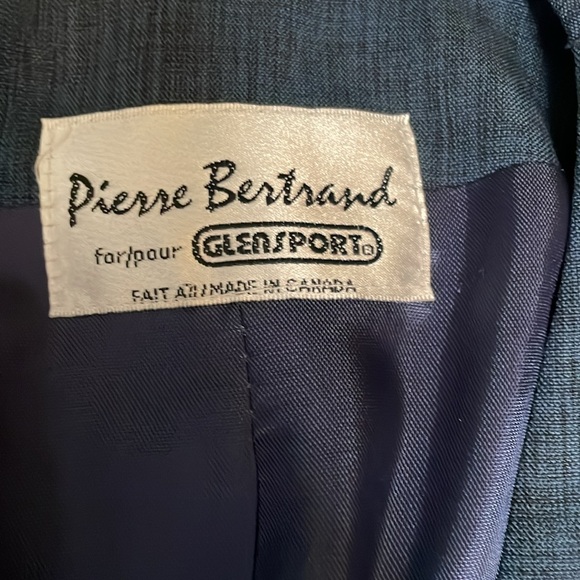 Pierre Bertrand
for/pour GLENSPORT®
FAIT AU/MADE IN CANADA